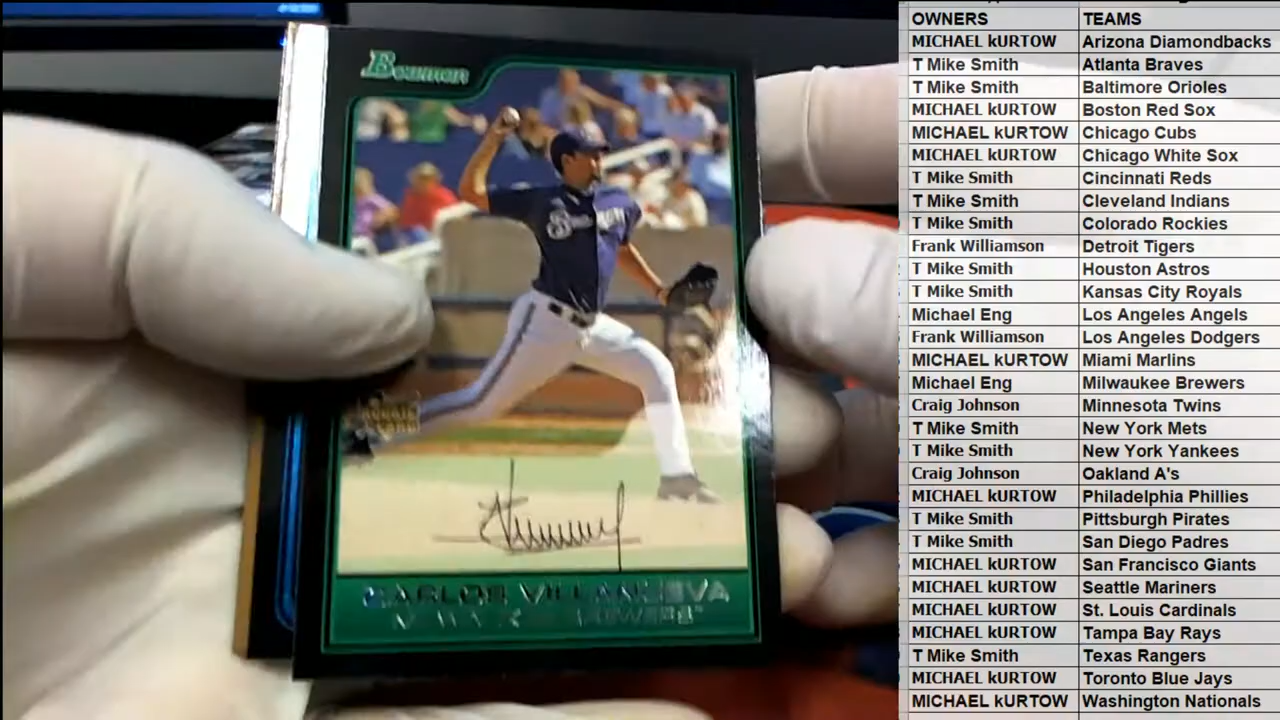 Bowman
ROOKIE
CARD
CARLOS VILLANUEVA
OWNERS TEAMS
MICHAEL kURTOW Arizona Diamondbacks
T Mike Smith Atlanta Braves
T Mike Smith Baltimore Orioles
MICHAEL kURTOW Boston Red Sox
MICHAEL kURTOW Chicago Cubs
MICHAEL kURTOW Chicago White Sox
T Mike Smith Cincinnati Reds
T Mike Smith Cleveland Indians
T Mike Smith Colorado Rockies
Frank Williamson Detroit Tigers
T Mike Smith Houston Astros
T Mike Smith Kansas City Royals
Michael Eng Los Angeles Angels
Frank Williamson Los Angeles Dodgers
MICHAEL kURTOW Miami Marlins
Michael Eng Milwaukee Brewers
Craig Johnson Minnesota Twins
T Mike Smith New York Mets
T Mike Smith New York Yankees
Craig Johnson Oakland A's
MICHAEL kURTOW Philadelphia Phillies
T Mike Smith Pittsburgh Pirates
T Mike Smith San Diego Padres
MICHAEL kURTOW San Francisco Giants
MICHAEL kURTOW Seattle Mariners
MICHAEL kURTOW St. Louis Cardinals
MICHAEL kURTOW Tampa Bay Rays
T Mike Smith Texas Rangers
MICHAEL kURTOW Toronto Blue Jays
MICHAEL kURTOW Washington Nationals